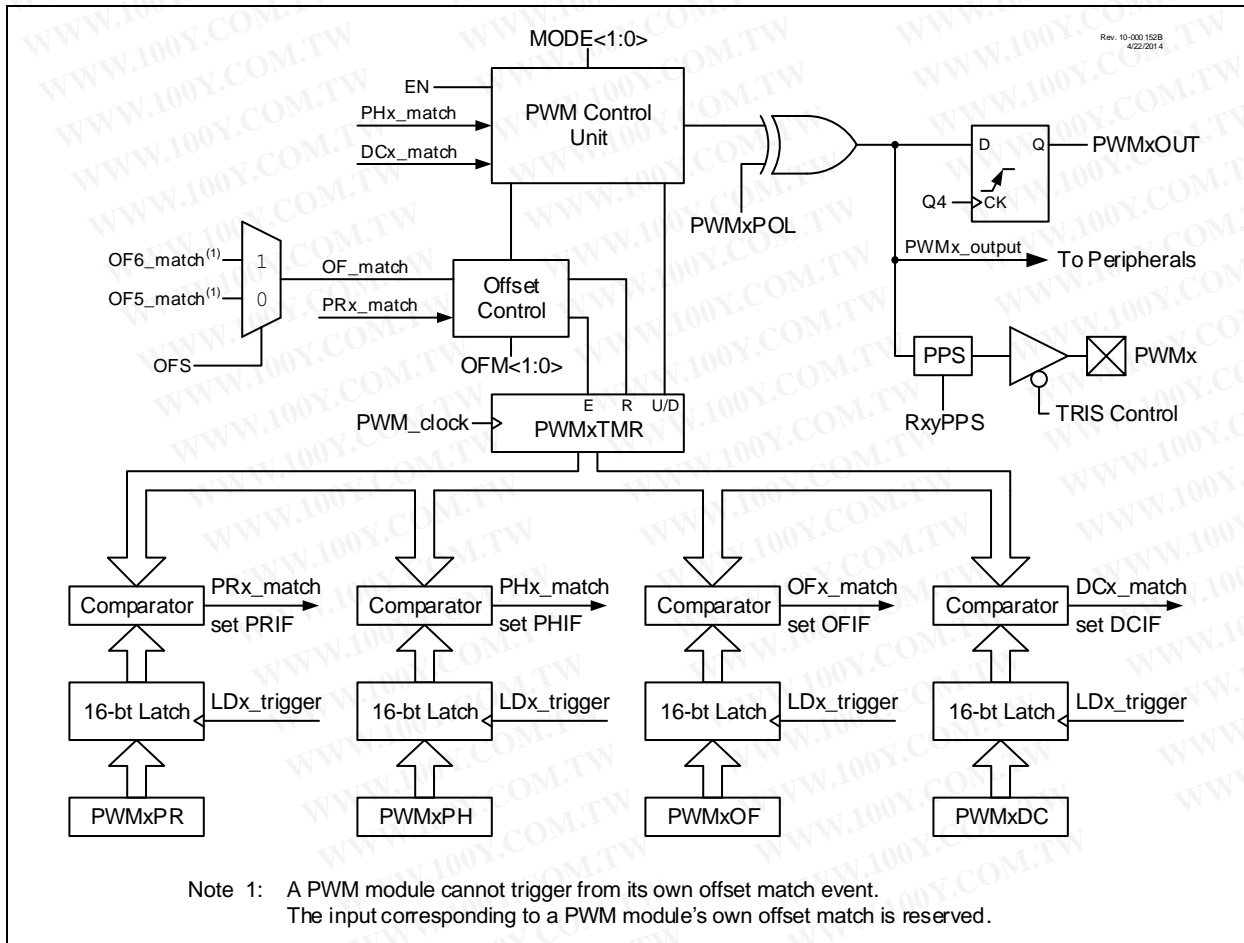 Rev. 10-000 152B
4/22/2014
MODE<1:0>
EN
PHx_match
DCx_match
PWM Control
Unit
PWMxPOL
D
Q
PWMxOUT
Q4
CK
PWMx_output
To Peripherals
OF6_match(1)
1
OF5_match(1)
0
OFS
OF_match
PRx_match
Offset
Control
OFM<1:0>
PPS
PWMx
RxyPPS
TRIS Control
E
R
U/D
PWM_clock
PWMxTMR
Comparator
PRx_match
set PRIF
Comparator
PHx_match
set PHIF
Comparator
OFx_match
set OFIF
Comparator
DCx_match
set DCIF
16-bt Latch
LDx_trigger
16-bt Latch
LDx_trigger
16-bt Latch
LDx_trigger
16-bt Latch
LDx_trigger
PWMxPR
PWMxPH
PWMxOF
PWMxDC
Note 1: A PWM module cannot trigger from its own offset match event.
The input corresponding to a PWM module's own offset match is reserved.
WWW.100Y.COM.TW